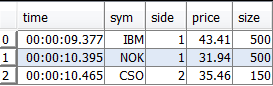 time sym side price size
0 00:00:09.377 IBM 1 43.41 500
1 00:00:10.395 NOK 1 31.94 500
2 00:00:10.465 CSO 2 35.46 150